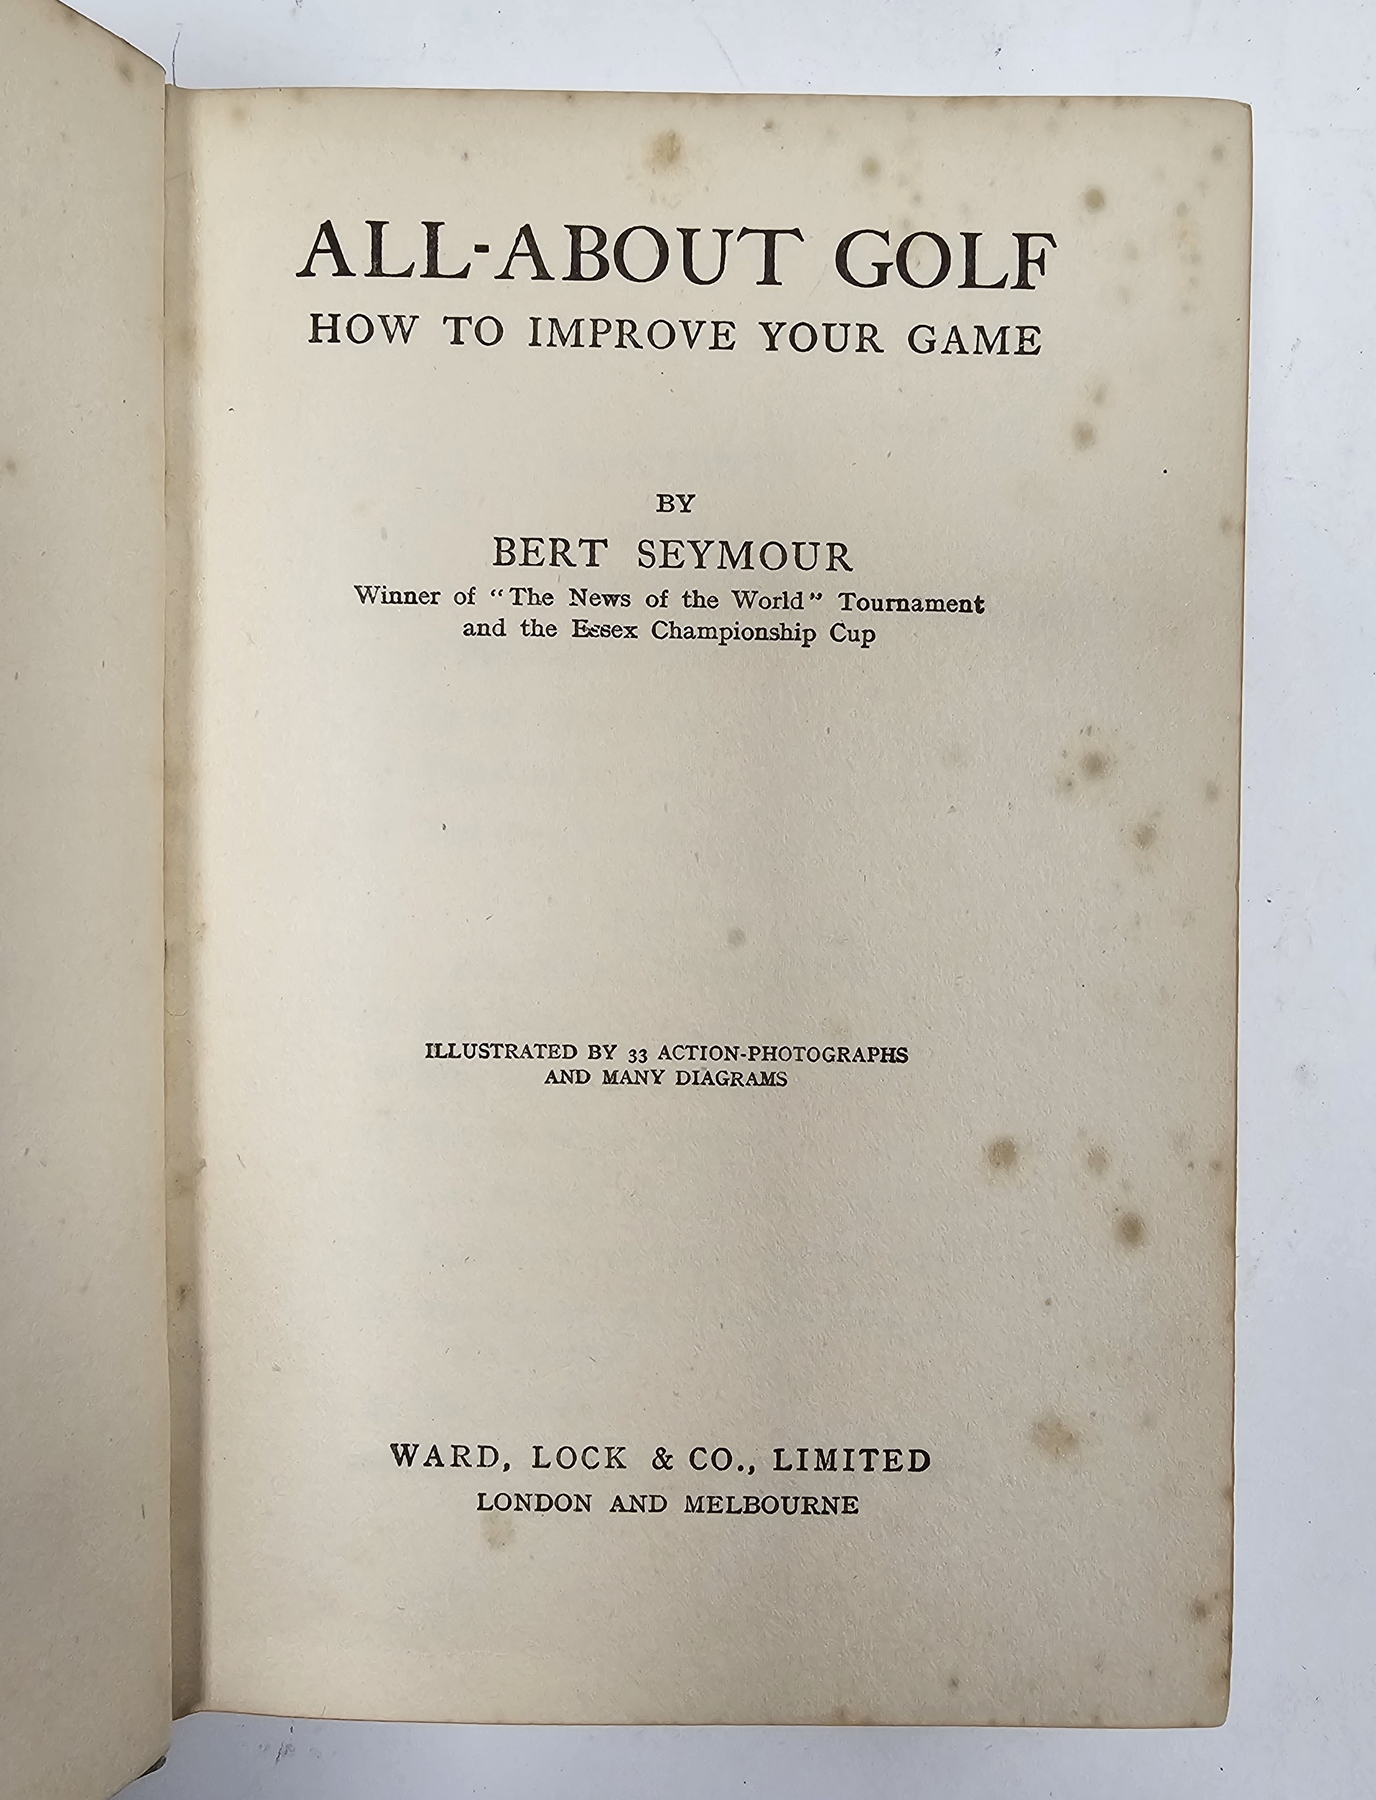 ALL-ABOUT GOLF
HOW TO IMPROVE YOUR GAME
BY
BERT SEYMOUR
Winner of "The News of the World" Tournament
and the Essex Championship Cup
ILLUSTRATED BY 33 ACTION-PHOTOGRAPHS
AND MANY DIAGRAMS
WARD, LOCK & CO., LIMITED
LONDON AND MELBOURNE